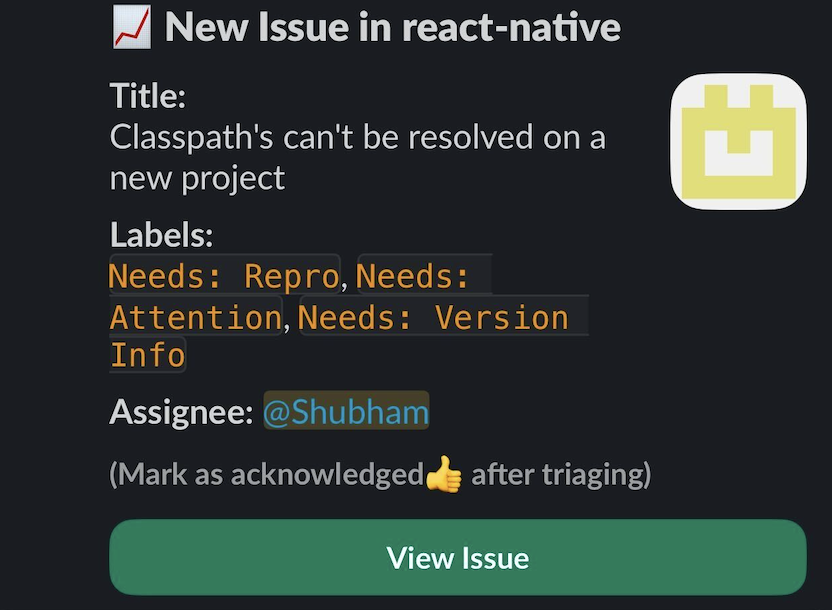 New Issue in react-native
Title:
Classpath's can't be resolved on a
new project
Labels:
Needs: Repro, Needs:
Attention, Needs: Version
Info
Assignee: @Shubham
(Mark as acknowledged👍 after triaging)
View Issue